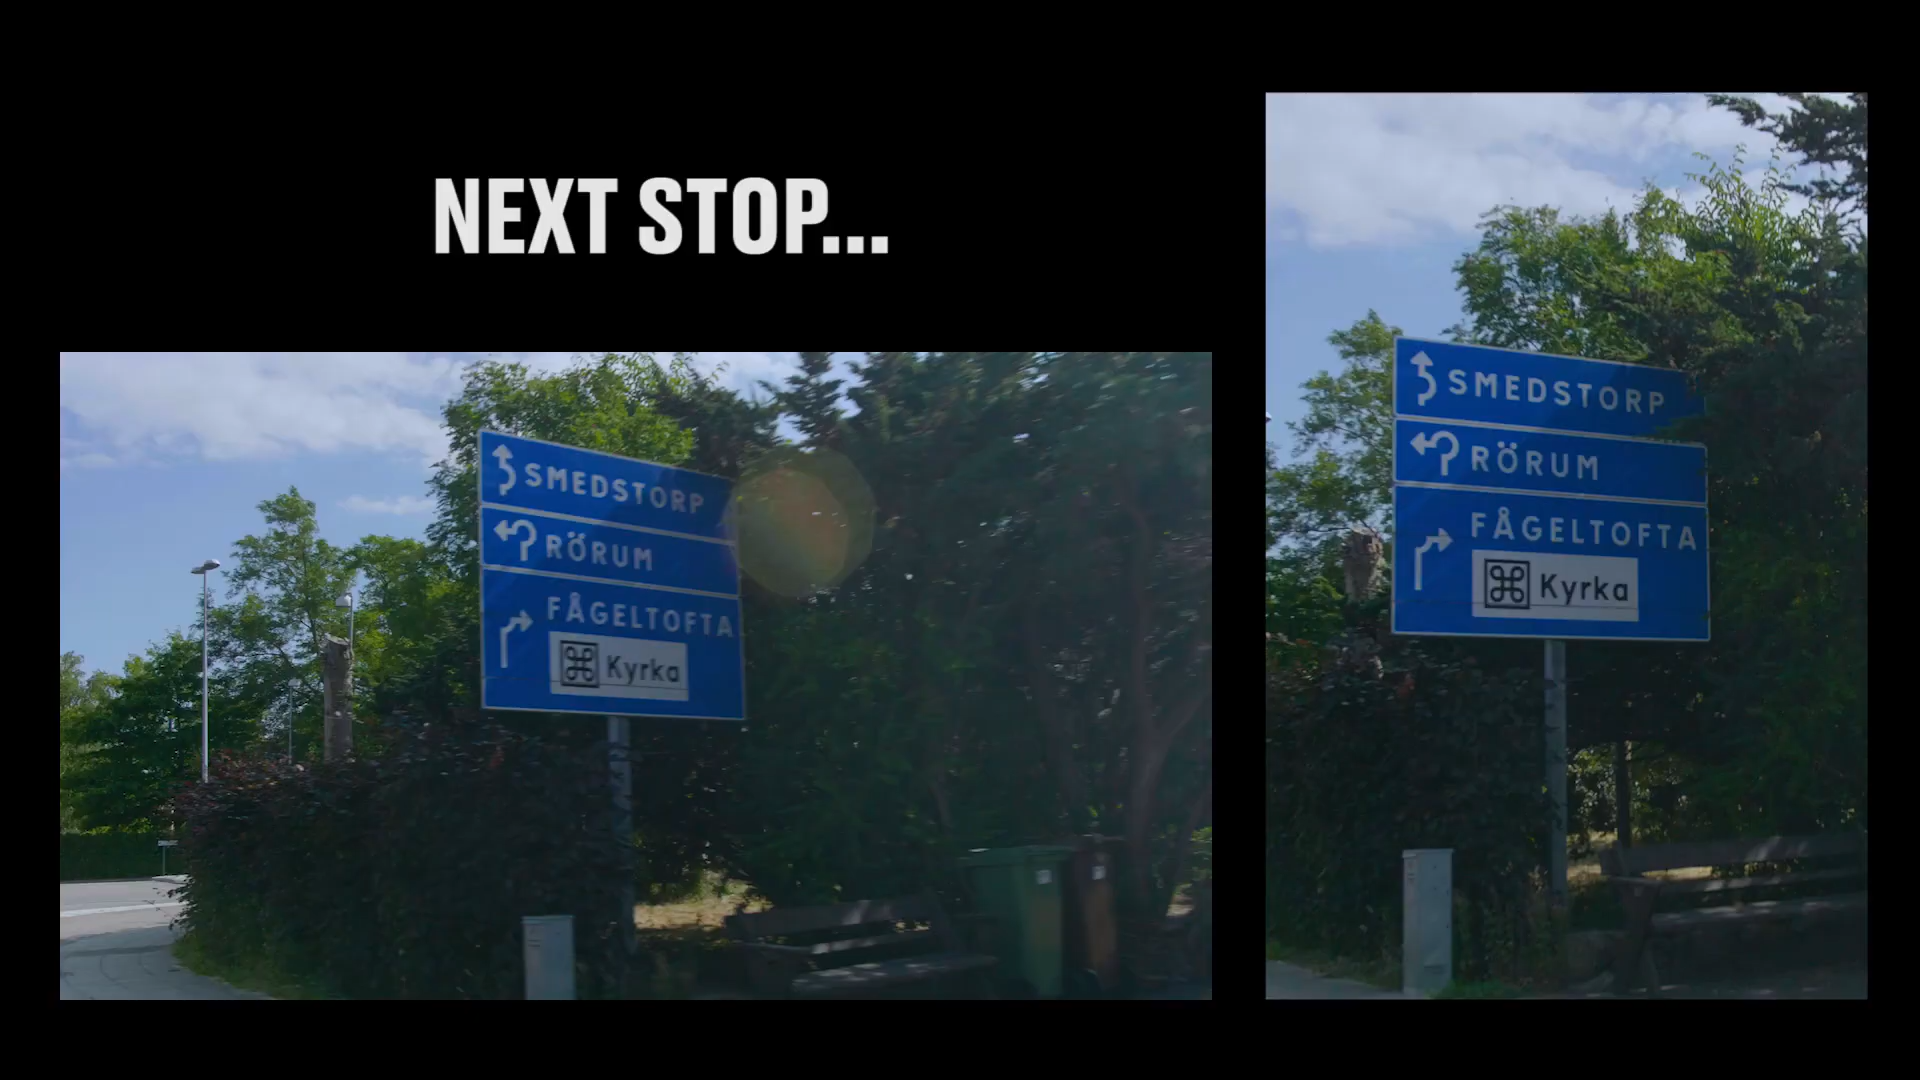 NEXT STOP...
SMEDSTORP
RÖRUM
FÅGELTOFTA
Kyrka
SMEDSTORP
RÖRUM
FÅGELTOFTA
Kyrka